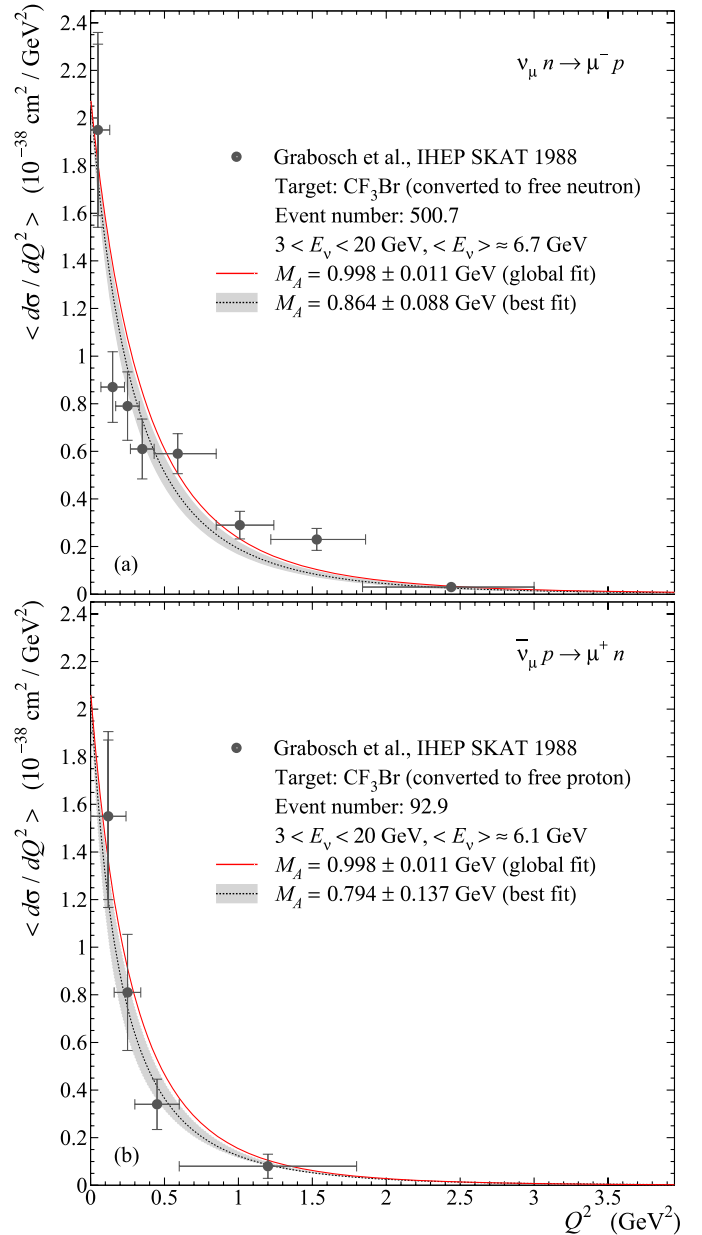 2.4
2.2
2
1.8
1.6
1.4
1.2
1
0.8
0.6
0.4
0.2
0
< dσ / dQ² > (10⁻³⁸ cm² / GeV²)
ν_μ n → μ⁻ p
Grabosch et al., IHEP SKAT 1988
Target: CF₃Br (converted to free neutron)
Event number: 500.7
3 < E_ν < 20 GeV, < E_ν > ≈ 6.7 GeV
M_A = 0.998 ± 0.011 GeV (global fit)
M_A = 0.864 ± 0.088 GeV (best fit)
(a)
2.4
2.2
2
1.8
1.6
1.4
1.2
1
0.8
0.6
0.4
0.2
0
< dσ / dQ² > (10⁻³⁸ cm² / GeV²)
ν̅_μ p → μ⁺ n
Grabosch et al., IHEP SKAT 1988
Target: CF₃Br (converted to free proton)
Event number: 92.9
3 < E_ν < 20 GeV, < E_ν > ≈ 6.1 GeV
M_A = 0.998 ± 0.011 GeV (global fit)
M_A = 0.794 ± 0.137 GeV (best fit)
(b)
0 0.5 1 1.5 2 2.5 3 3.5
Q² (GeV²)